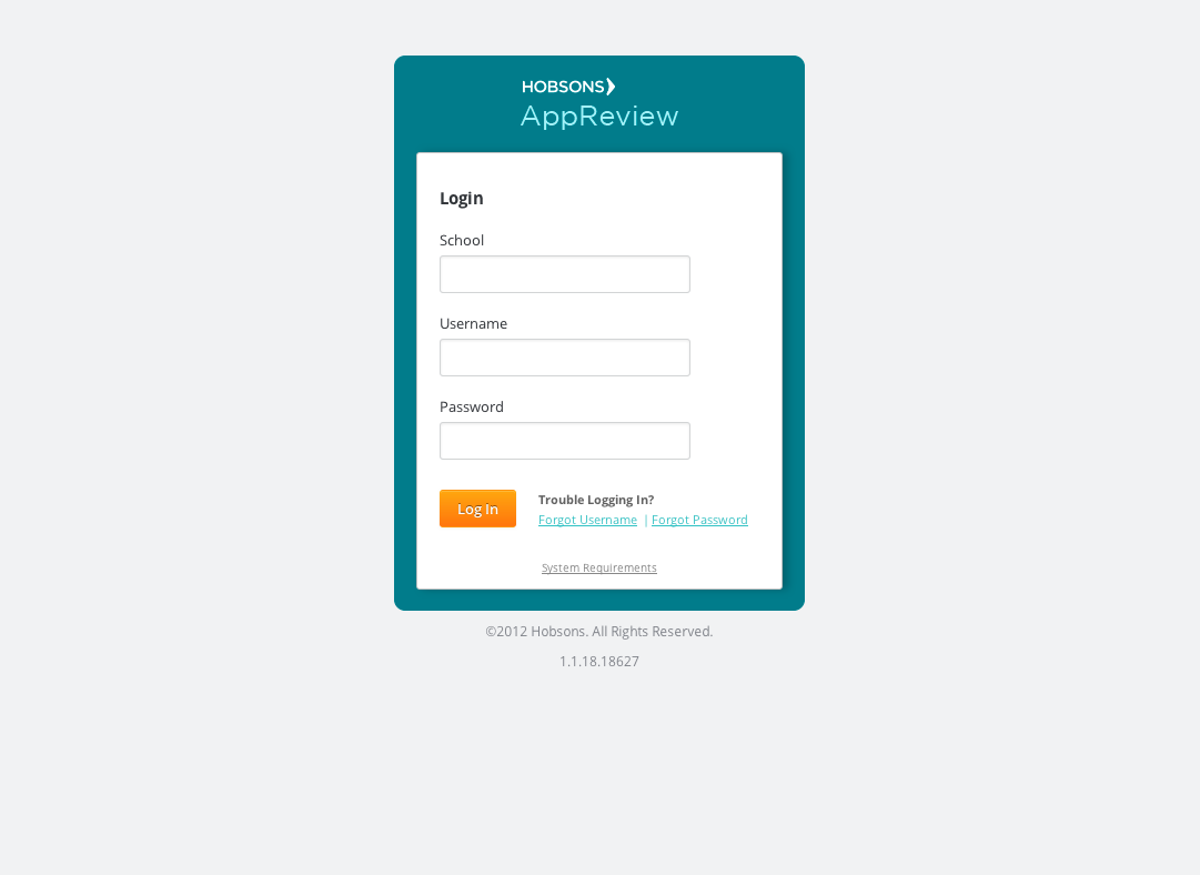 HOBSONS
AppReview
Login
School
Username
Password
Log In
Trouble Logging In?
Forgot Username | Forgot Password
System Requirements
©2012 Hobsons. All Rights Reserved.
1.1.18.18627